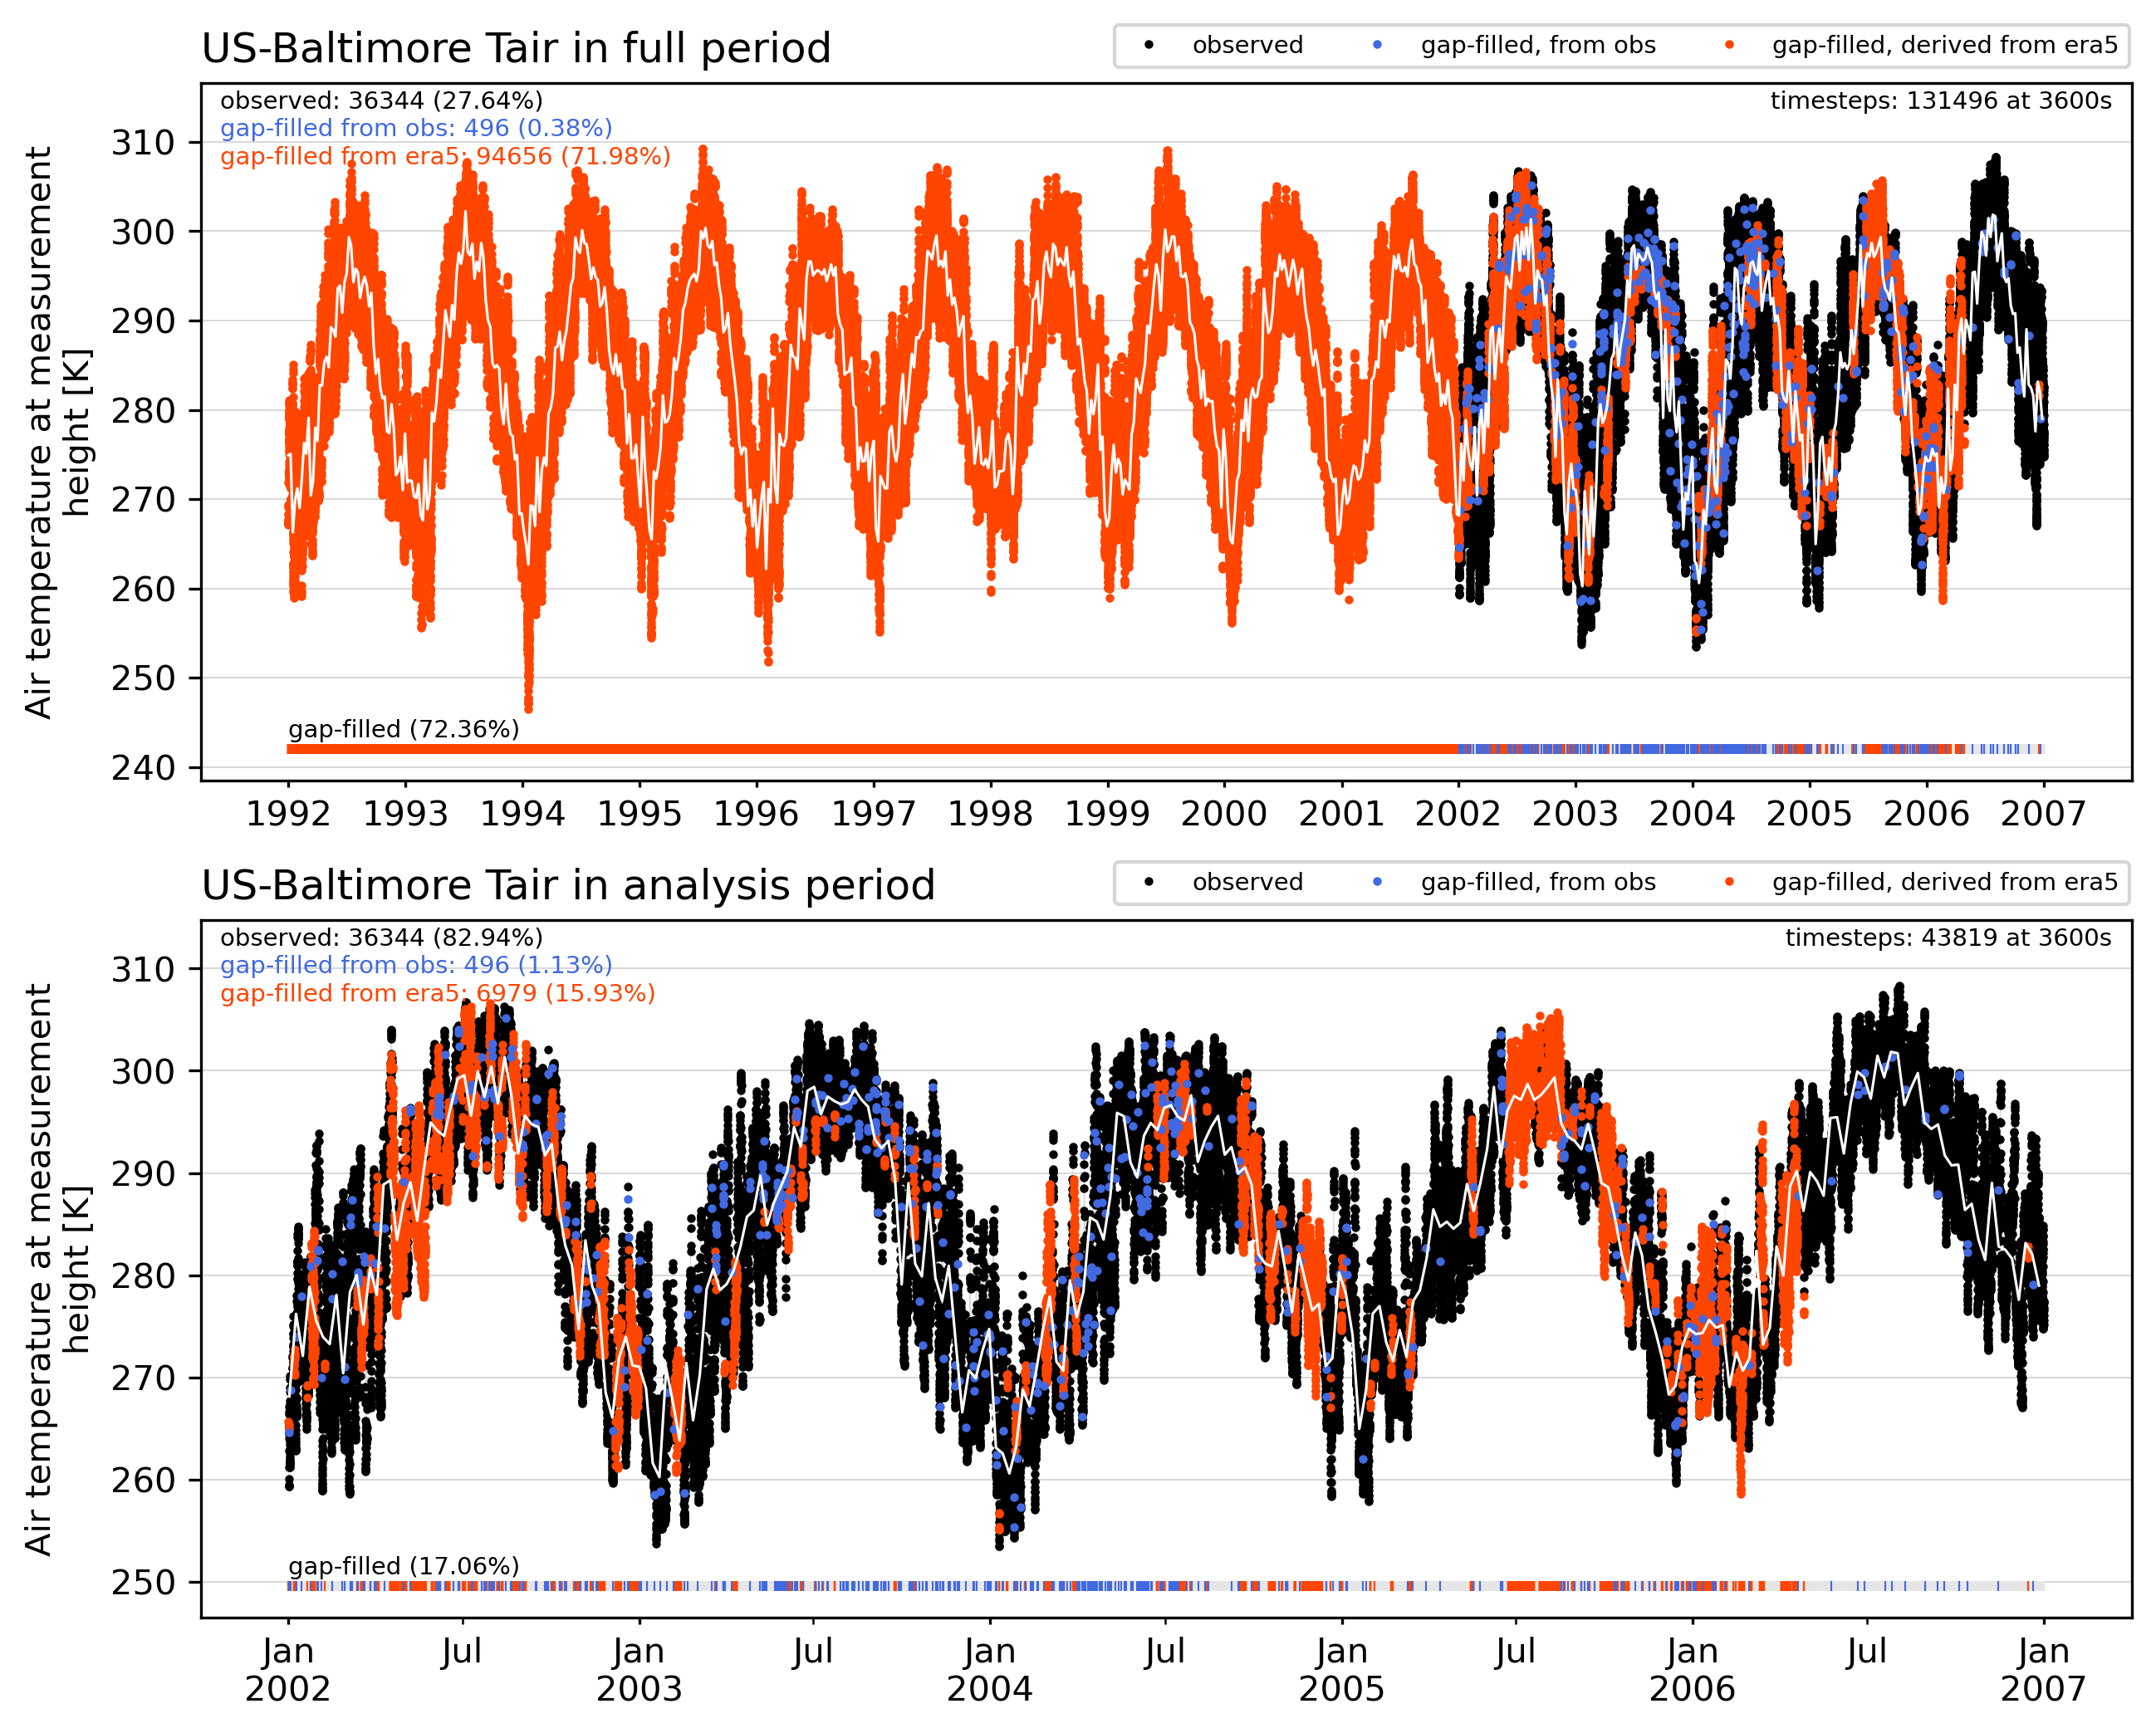 US-Baltimore Tair in full period
observed gap-filled, from obs gap-filled, derived from era5
observed: 36344 (27.64%)
timesteps: 131496 at 3600s
gap-filled from obs: 496 (0.38%)
gap-filled from era5: 94656 (71.98%)
Air temperature at measurement
height [K]
310
300
290
280
270
260
250
240
gap-filled (72.36%)
1992 1993 1994 1995 1996 1997 1998 1999 2000 2001 2002 2003 2004 2005 2006 2007
US-Baltimore Tair in analysis period
observed gap-filled, from obs gap-filled, derived from era5
observed: 36344 (82.94%)
timesteps: 43819 at 3600s
gap-filled from obs: 496 (1.13%)
gap-filled from era5: 6979 (15.93%)
Air temperature at measurement
height [K]
310
300
290
280
270
260
250
gap-filled (17.06%)
Jan Jul Jan Jul Jan Jul Jan Jul Jan Jul Jan
2002 2003 2004 2005 2006 2007